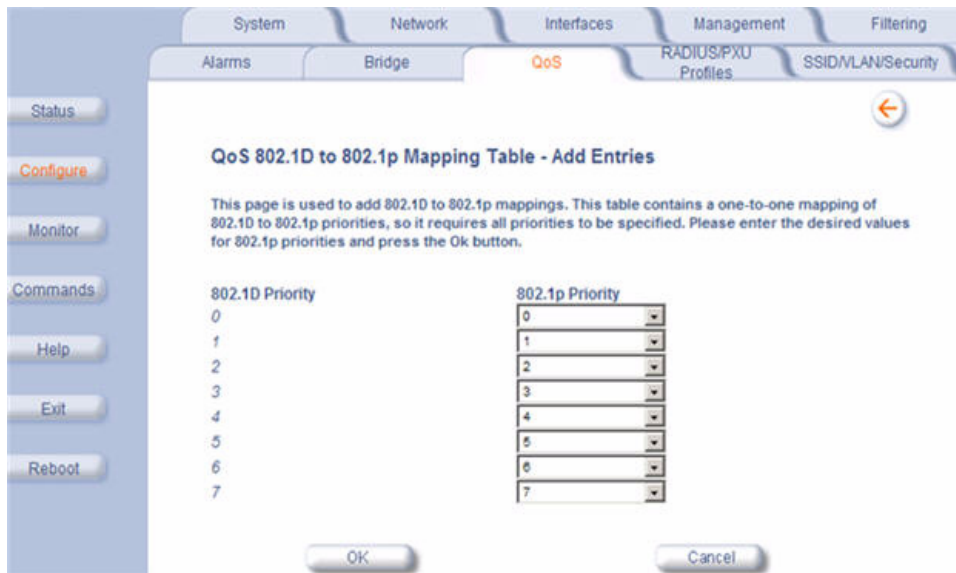 System Network Interfaces Management Filtering
Alarms Bridge QoS RADIUS/PXU Profiles SSID/VLAN/Security
Status
Configure
Monitor
Commands
Help
Exit
Reboot
QoS 802.1D to 802.1p Mapping Table - Add Entries
This page is used to add 802.1D to 802.1p mappings. This table contains a one-to-one mapping of
802.1D to 802.1p priorities, so it requires all priorities to be specified. Please enter the desired values
for 802.1p priorities and press the Ok button.
802.1D Priority 802.1p Priority
0 0
1 1
2 2
3 3
4 4
5 5
6 6
7 7
OK Cancel